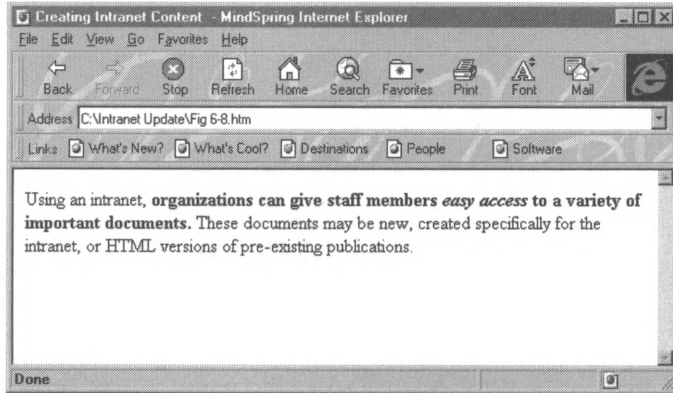 Creating Intranet Content - MindSpring Internet Explorer
File Edit View Go Favorites Help
Back Forward Stop Refresh Home Search Favorites Print Font Mail
Address C:\Intranet Update\Fig 6-8.htm
Links What's New? What's Cool? Destinations People Software
Using an intranet, organizations can give staff members easy access to a variety of
important documents. These documents may be new, created specifically for the
intranet, or HTML versions of pre-existing publications.
Done